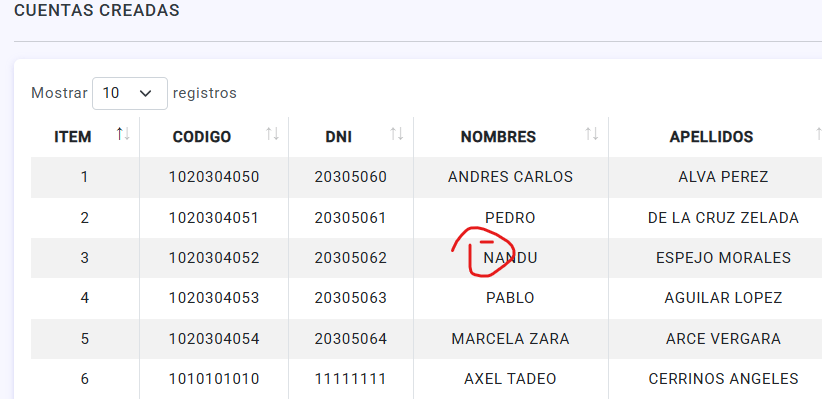 CUENTAS CREADAS
Mostrar 10 registros
ITEM CODIGO DNI NOMBRES APELLIDOS
1 1020304050 20305060 ANDRES CARLOS ALVA PEREZ
2 1020304051 20305061 PEDRO DE LA CRUZ ZELADA
3 1020304052 20305062 NANDU ESPEJO MORALES
4 1020304053 20305063 PABLO AGUILAR LOPEZ
5 1020304054 20305064 MARCELA ZARA ARCE VERGARA
6 1010101010 11111111 AXEL TADEO CERRINOS ANGELES